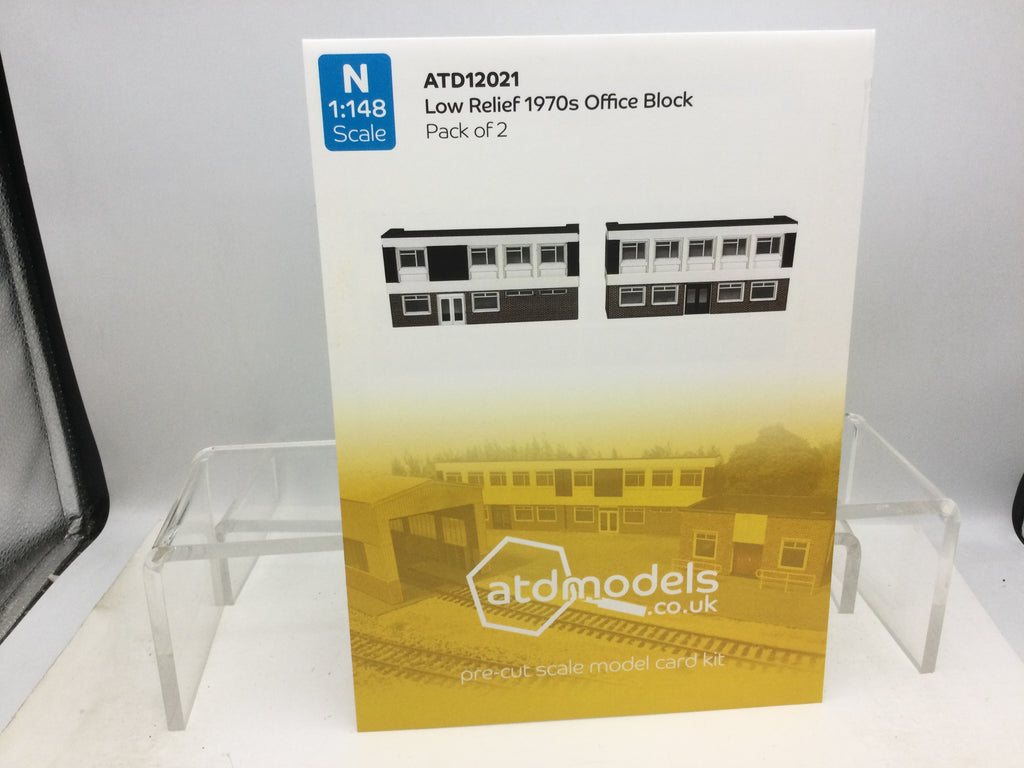 N
1:148
Scale
ATD12021
Low Relief 1970s Office Block
Pack of 2
atdmodels
.co.uk
pre-cut scale model card kit